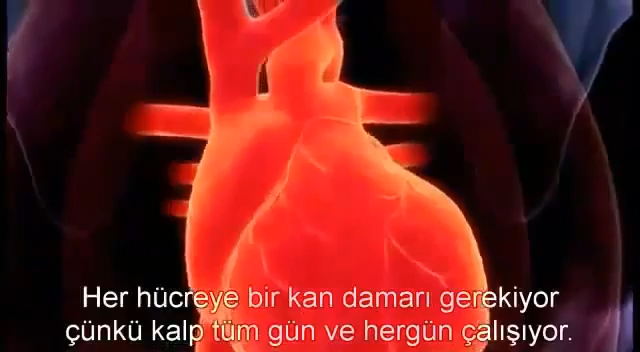 Her hücreye bir kan damarı gerekiyor
çünkü kalp tüm gün ve hergün çalışıyor.